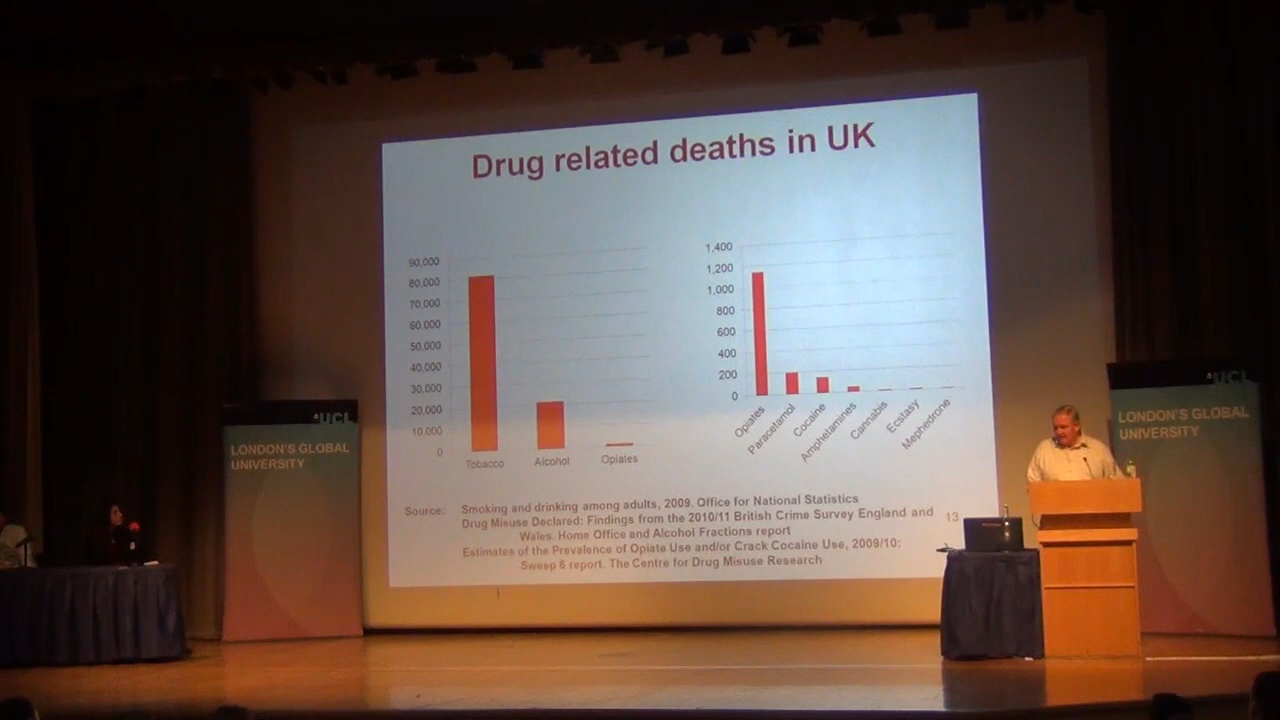 Drug related deaths in UK
90,000
80,000
70,000
60,000
50,000
40,000
30,000
20,000
10,000
0
Tobacco
Alcohol
Opiates
1,400
1,200
1,000
800
600
400
200
0
Opiates
Paracetamol
Cocaine
Amphetamines
Cannabis
Ecstasy
Mephedrone
Source: Smoking and drinking among adults, 2009. Office for National Statistics
Drug Misuse Declared: Findings from the 2010/11 British Crime Survey England and
Wales. Home Office and Alcohol Fractions report
Estimates of the Prevalence of Opiate Use and/or Crack Cocaine Use, 2009/10:
Sweep 6 report. The Centre for Drug Misuse Research
13
UCL
LONDON'S GLOBAL
UNIVERSITY
UCL
LONDON'S GLOBAL
UNIVERSITY